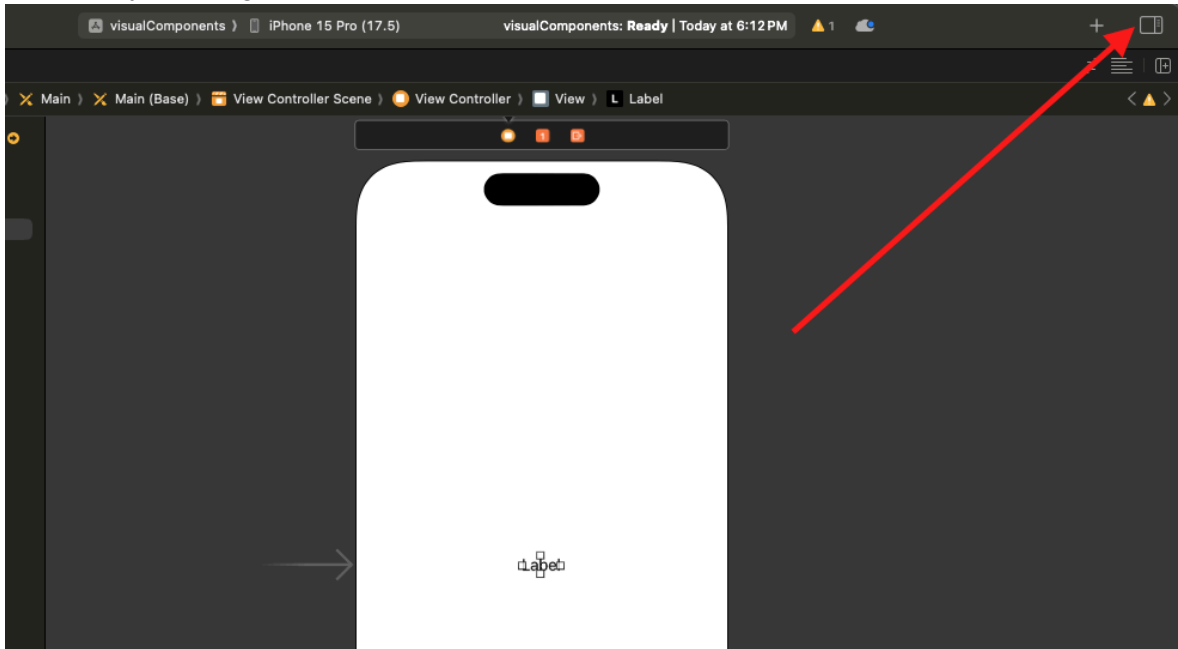 visualComponents 〉 iPhone 15 Pro (17.5) visualComponents: Ready | Today at 6:12 PM 1
Main 〉 Main (Base) 〉 View Controller Scene 〉 View Controller 〉 View 〉 L Label
1
Label